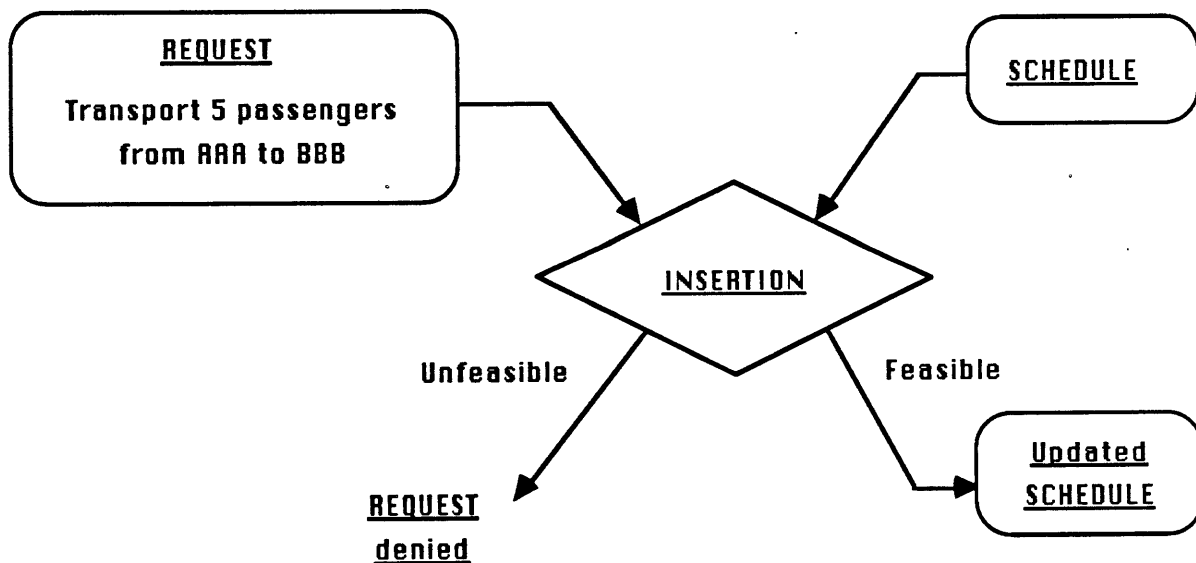 REQUEST
Transport 5 passengers
from AAA to BBB
SCHEDULE
INSERTION
Unfeasible
Feasible
REQUEST
denied
Updated
SCHEDULE